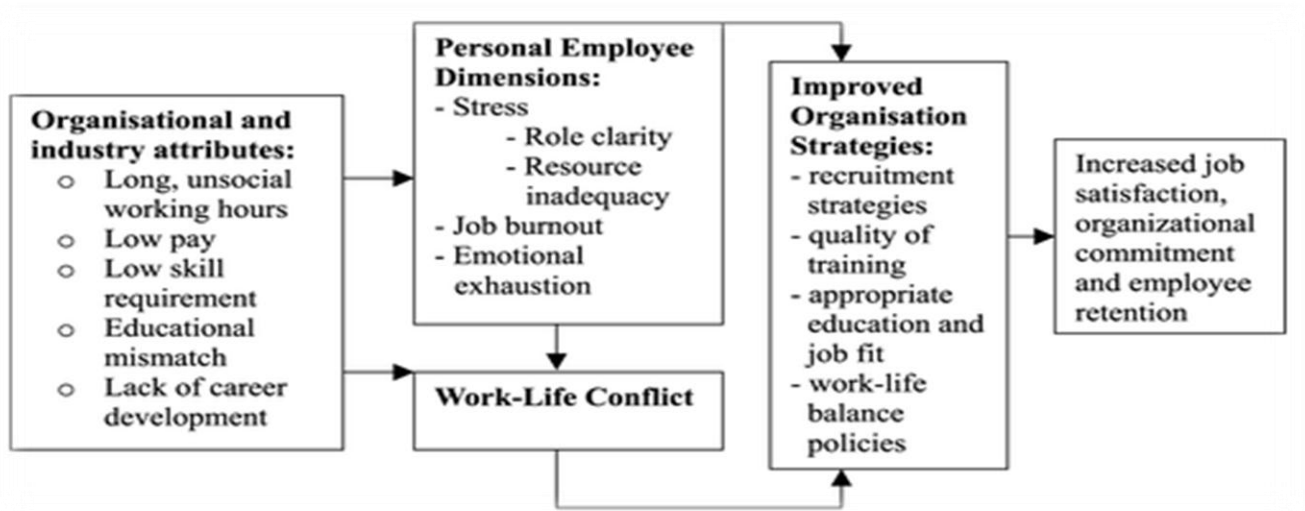 Organisational and
industry attributes:
o Long, unsocial
working hours
o Low pay
o Low skill
requirement
o Educational
mismatch
o Lack of career
development
Personal Employee
Dimensions:
- Stress
- Role clarity
- Resource
inadequacy
- Job burnout
- Emotional
exhaustion
Work-Life Conflict
Improved
Organisation
Strategies:
- recruitment
strategies
- quality of
training
- appropriate
education and
job fit
- work-life
balance
policies
Increased job
satisfaction,
organizational
commitment
and employee
retention